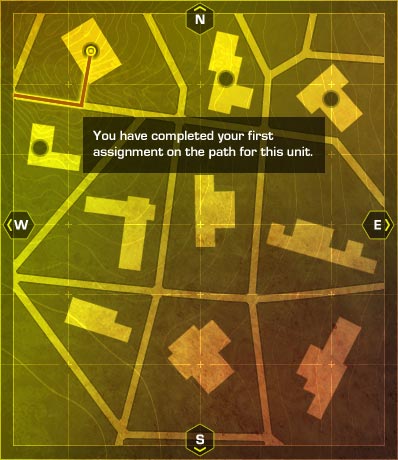 N
You have completed your first
assignment on the path for this unit.
W
E
S